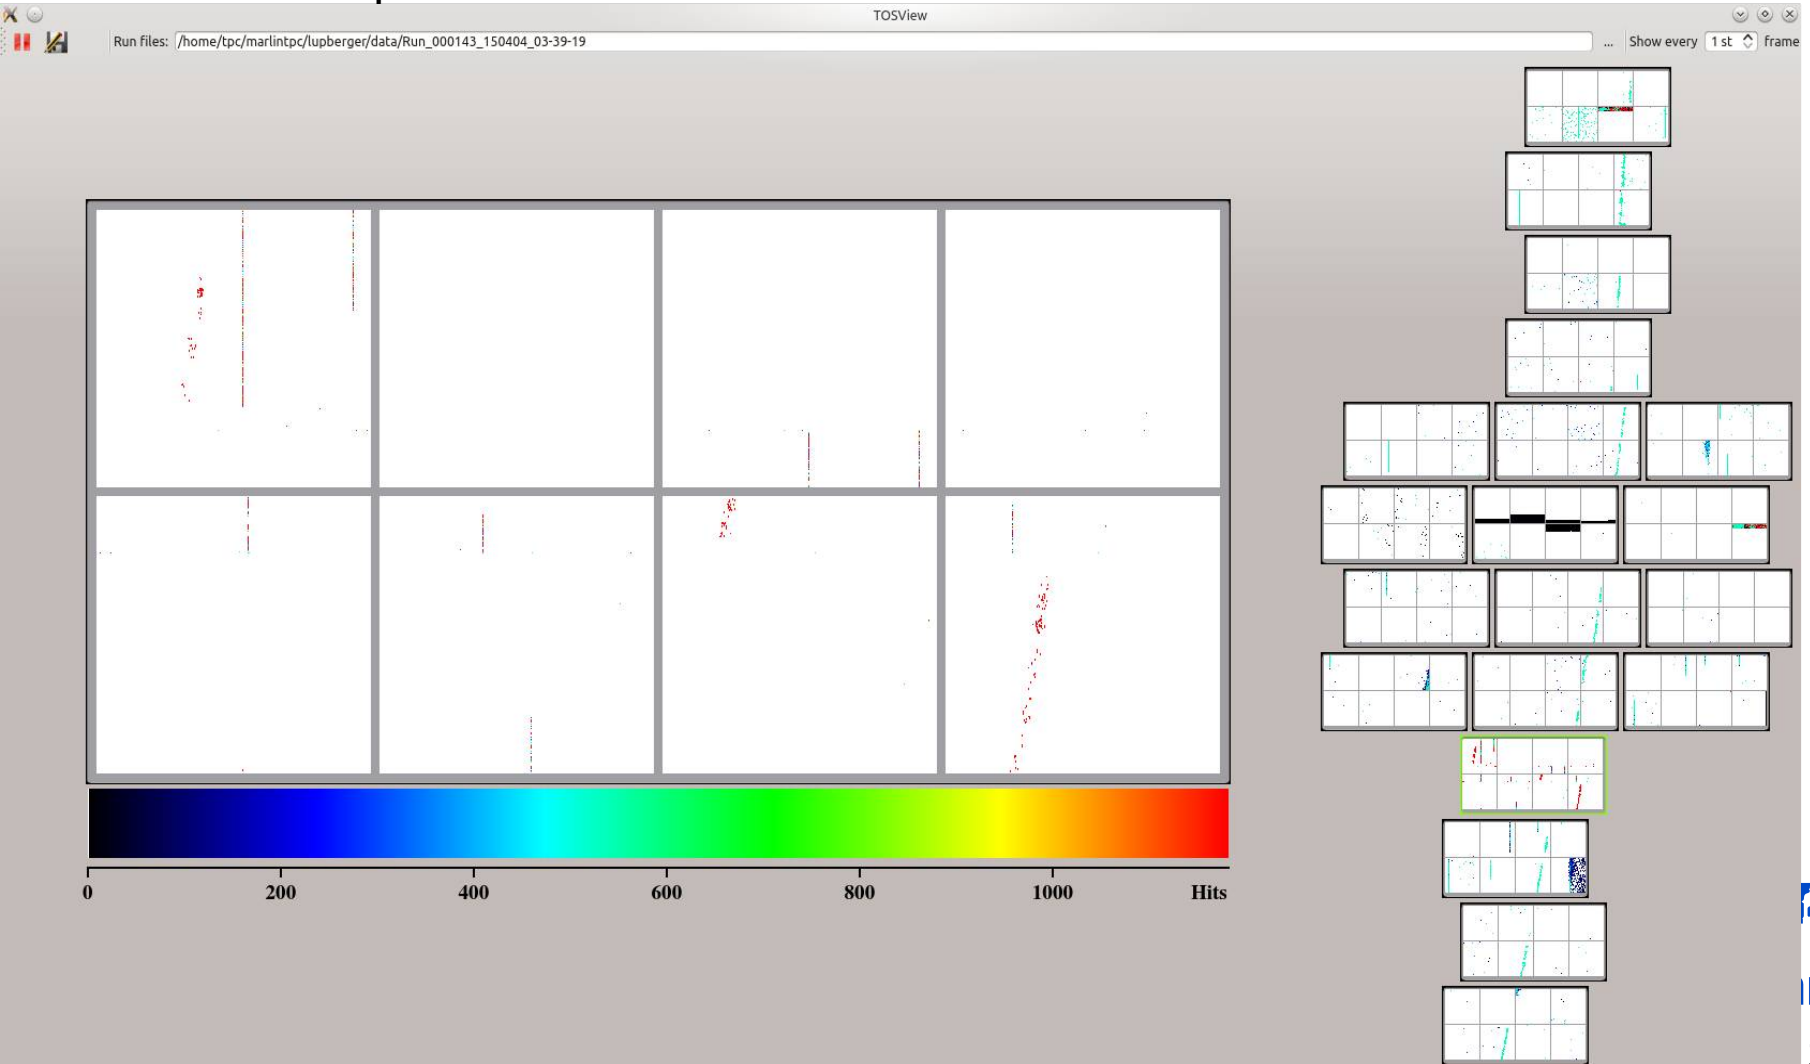 TOSView
Run files: /home/tpc/marlintpc/lupberger/data/Run_000143_150404_03-39-19 ... Show every 1 st frame
0 200 400 600 800 1000 Hits